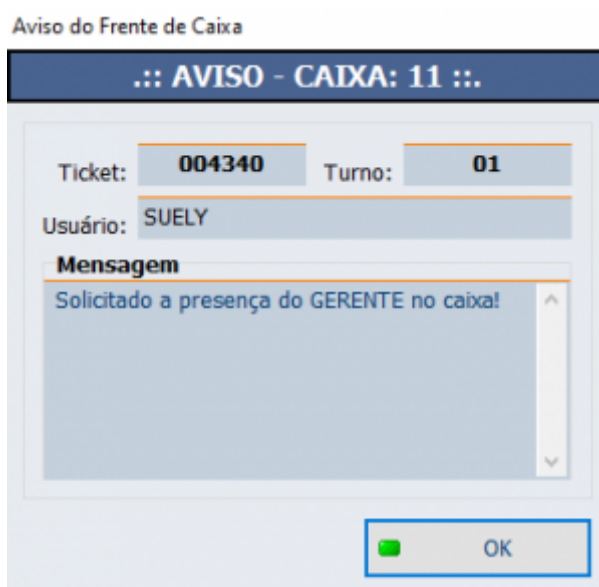 Aviso do Frente de Caixa
.:: AVISO - CAIXA: 11 ::.
Ticket: 004340 Turno: 01
Usuário: SUELY
Mensagem
Solicitado a presença do GERENTE no caixa!
OK